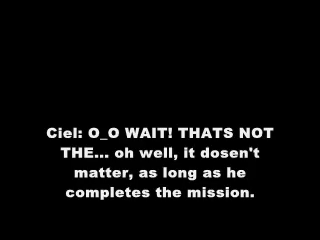 Ciel: O_O WAIT! THATS NOT
THE... oh well, it dosen't
matter, as long as he
completes the mission.